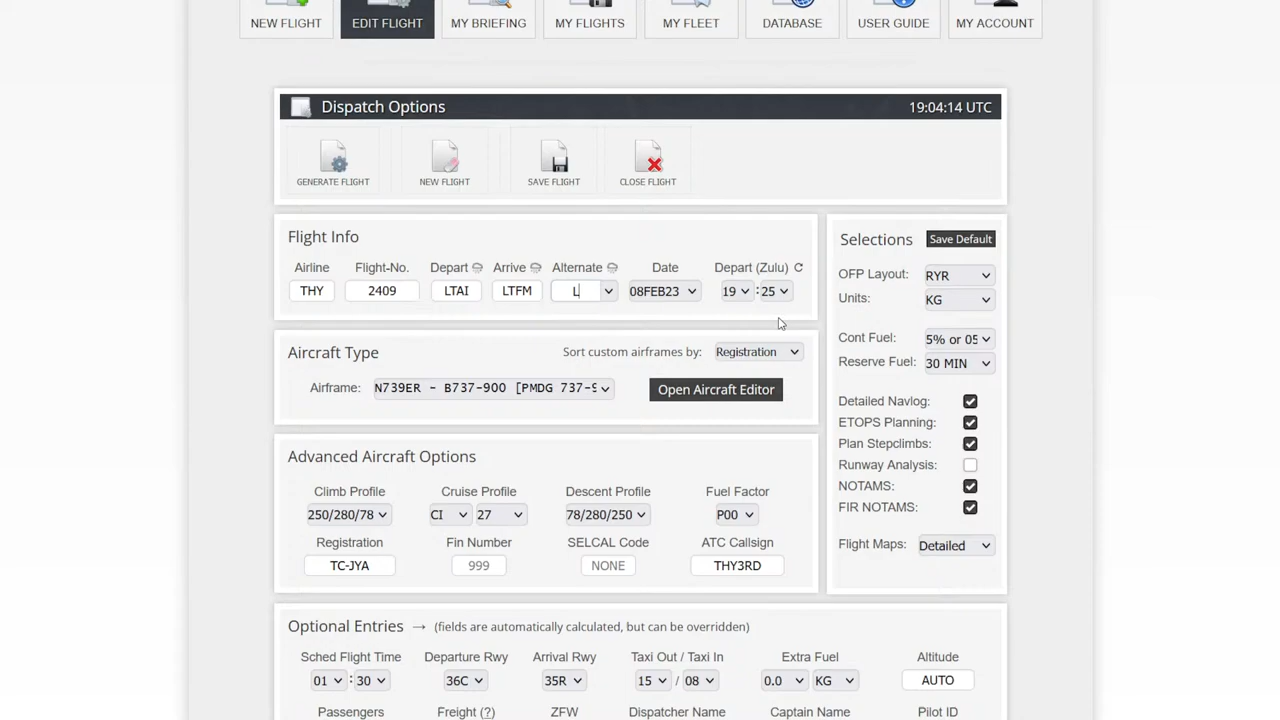 NEW FLIGHT EDIT FLIGHT MY BRIEFING MY FLIGHTS MY FLEET DATABASE USER GUIDE MY ACCOUNT
Dispatch Options 19:04:14 UTC
GENERATE FLIGHT NEW FLIGHT SAVE FLIGHT CLOSE FLIGHT
Flight Info
Airline Flight-No. Depart Arrive Alternate Date Depart (Zulu)
THY 2409 LTAI LTFM L 08FEB23 19 : 25
Aircraft Type Sort custom airframes by: Registration
Airframe: N739ER - B737-900 [PMDG 737-9 Open Aircraft Editor
Advanced Aircraft Options
Climb Profile Cruise Profile Descent Profile Fuel Factor
250/280/78 CI 27 78/280/250 P00
Registration Fin Number SELCAL Code ATC Callsign
TC-JYA 999 NONE THY3RD
Selections Save Default
OFP Layout: RYR
Units: KG
Cont Fuel: 5% or 05
Reserve Fuel: 30 MIN
Detailed Navlog:
ETOPS Planning:
Plan Stepclimbs:
Runway Analysis:
NOTAMS:
FIR NOTAMS:
Flight Maps: Detailed
Optional Entries → (fields are automatically calculated, but can be overridden)
Sched Flight Time Departure Rwy Arrival Rwy Taxi Out / Taxi In Extra Fuel Altitude
01 : 30 36C 35R 15 / 08 0.0 KG AUTO
Passengers Freight (?) ZFW Dispatcher Name Captain Name Pilot ID